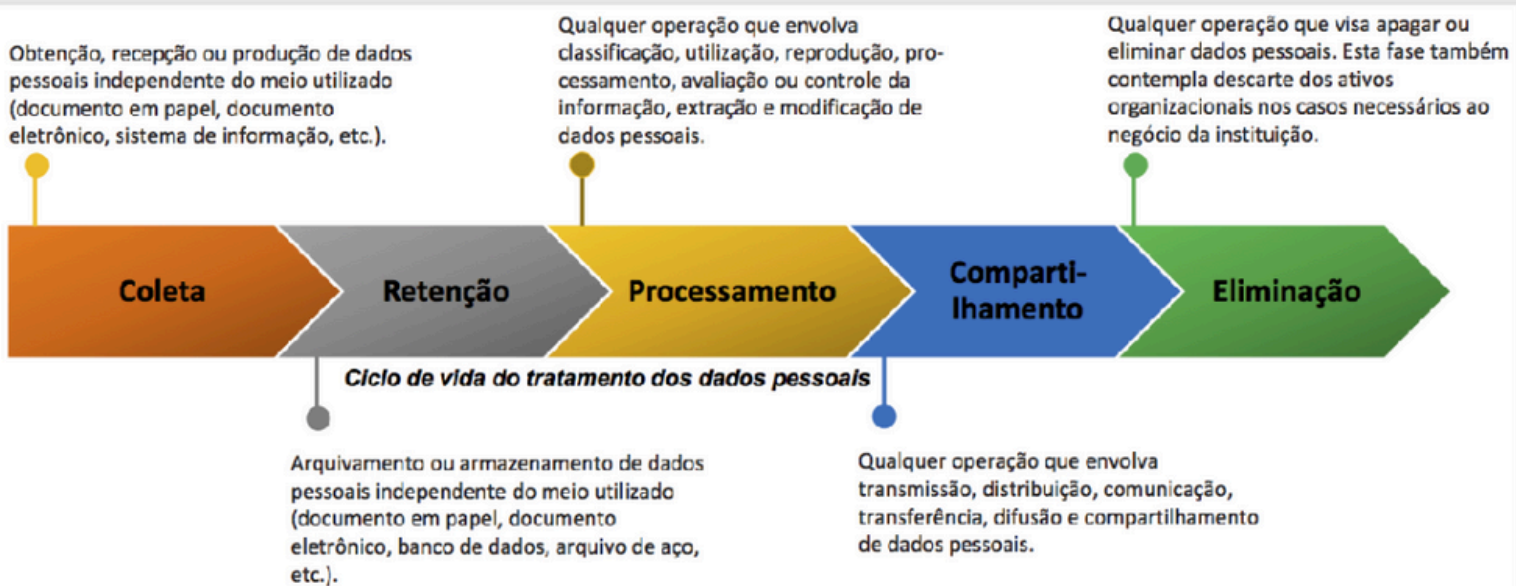 Obtenção, recepção ou produção de dados
pessoais independente do meio utilizado
(documento em papel, documento
eletrônico, sistema de informação, etc.).
Qualquer operação que envolva
classificação, utilização, reprodução, pro-
cessamento, avaliação ou controle da
informação, extração e modificação de
dados pessoais.
Qualquer operação que visa apagar ou
eliminar dados pessoais. Esta fase também
contempla descarte dos ativos
organizacionais nos casos necessários ao
negócio da instituição.
Coleta
Retenção
Processamento
Comparti-
lhamento
Eliminação
Ciclo de vida do tratamento dos dados pessoais
Arquivamento ou armazenamento de dados
pessoais independente do meio utilizado
(documento em papel, documento
eletrônico, banco de dados, arquivo de aço,
etc.).
Qualquer operação que envolva
transmissão, distribuição, comunicação,
transferência, difusão e compartilhamento
de dados pessoais.